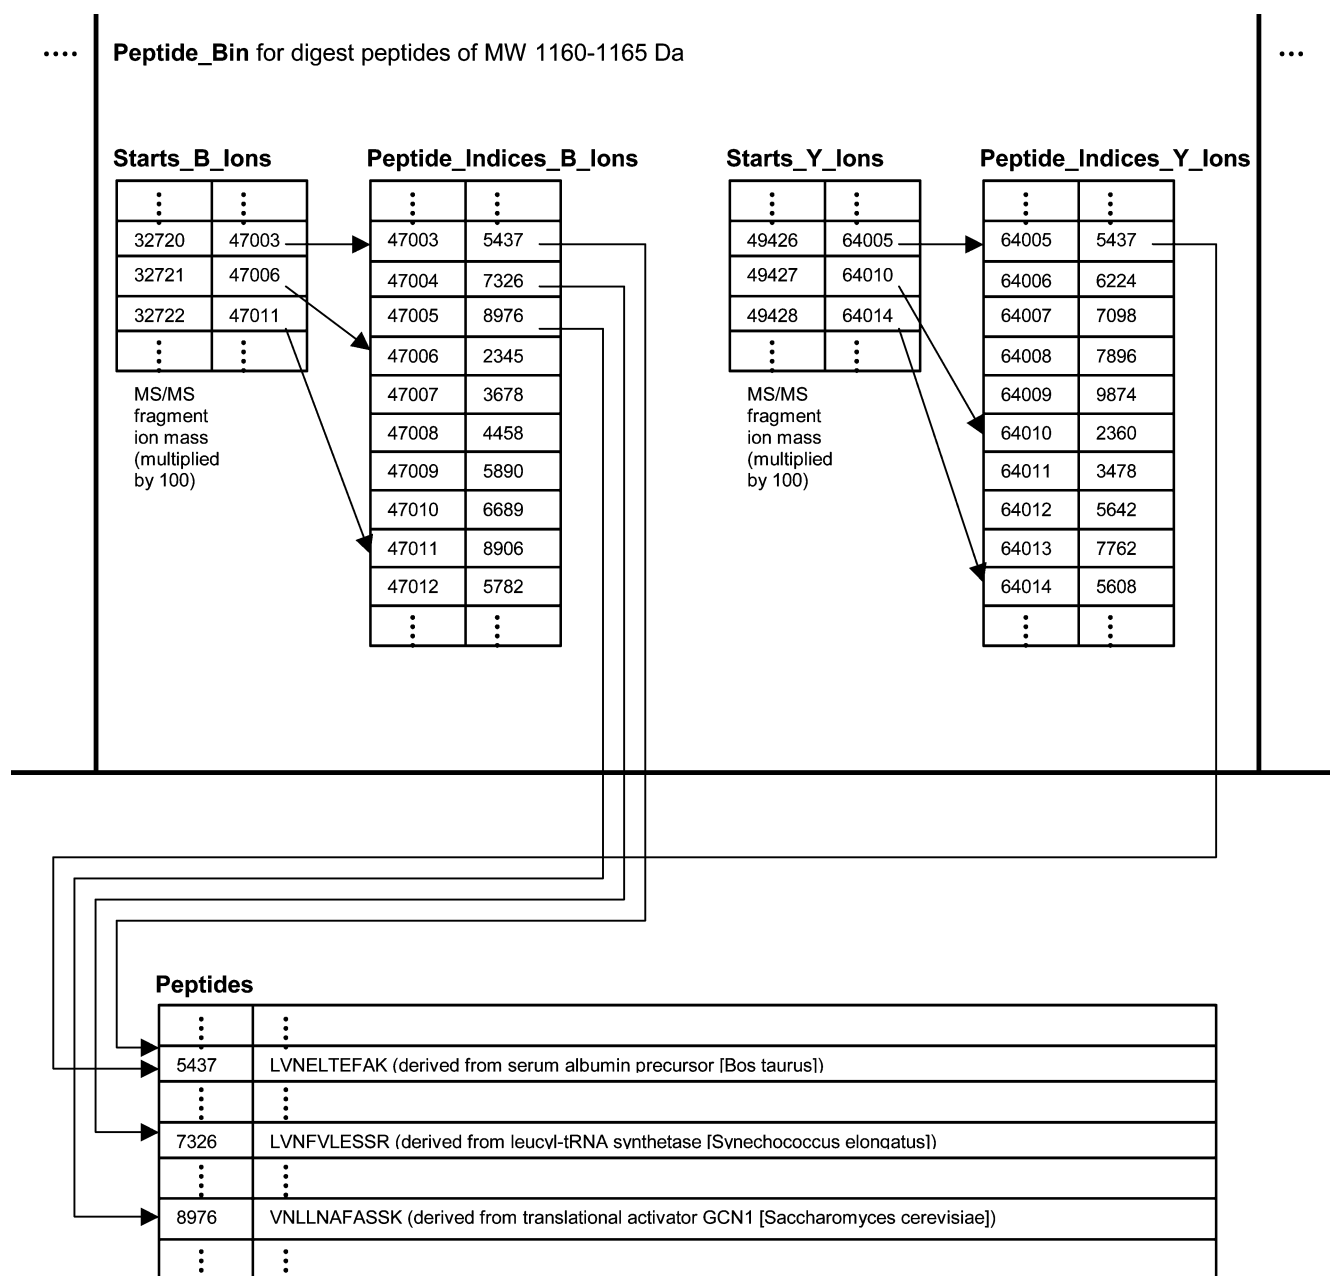 .... Peptide_Bin for digest peptides of MW 1160-1165 Da ...
Starts_B_Ions Peptide_Indices_B_Ions Starts_Y_Ions Peptide_Indices_Y_Ions
32720 47003 47003 5437 49426 64005 64005 5437
32721 47006 47004 7326 49427 64010 64006 6224
32722 47011 47005 8976 49428 64014 64007 7098
47006 2345 64008 7896
MS/MS 47007 3678 MS/MS 64009 9874
fragment fragment
ion mass 47008 4458 ion mass 64010 2360
(multiplied 47009 5890 (multiplied 64011 3478
by 100) by 100)
47010 6689 64012 5642
47011 8906 64013 7762
47012 5782 64014 5608
Peptides
5437 LVNELTEFAK (derived from serum albumin precursor [Bos taurus])
7326 LVNFVLESSR (derived from leucyl-tRNA synthetase [Synechococcus elongatus])
8976 VNLLNAFASSK (derived from translational activator GCN1 [Saccharomyces cerevisiae])